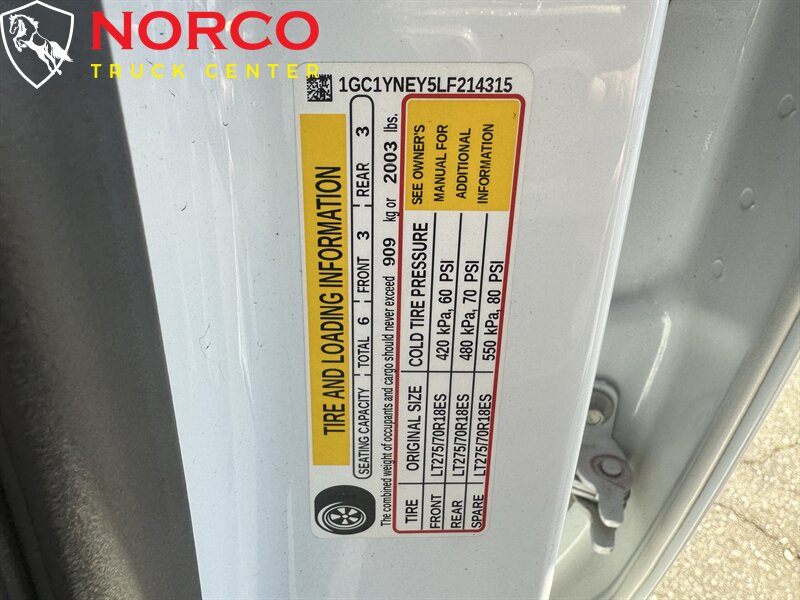 NORCO
TRUCK CENTER
1GC1YNEY5LF214315
TIRE AND LOADING INFORMATION
SEATING CAPACITY TOTAL 6 FRONT 3 REAR 3
The combined weight of occupants and cargo should never exceed 909 kg or 2003 lbs.
TIRE ORIGINAL SIZE COLD TIRE PRESSURE SEE OWNER'S
FRONT LT275/70R18ES 420 kPa, 60 PSI MANUAL FOR
REAR LT275/70R18ES 480 kPa, 70 PSI ADDITIONAL
SPARE LT275/70R18ES 550 kPa, 80 PSI INFORMATION